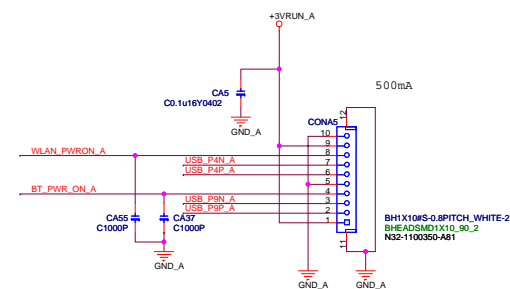 +3VRUN_A
500mA
CA5
C0.1u16Y0402
GND_A
CONA5
12
10
9
WLAN_PWRON_A
8
USB_P4N_A
7
USB_P4P_A
6
5
BT_PWR_ON_A
4
USB_P9N_A
3
USB_P9P_A
2
1
CA55
C1000P
CA37
C1000P
BH1X10#S-0.8PITCH_WHITE-2
BHEADSMD1X10_90_2
N32-1100350-A81
11
GND_A
GND_A
GND_A